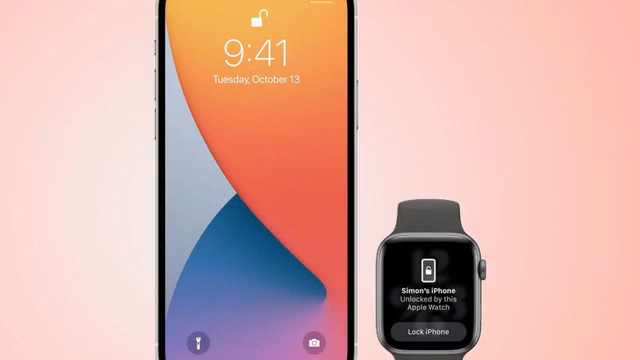 9:41
Tuesday, October 13
Simon's iPhone
Unlocked by this
Apple Watch
Lock iPhone